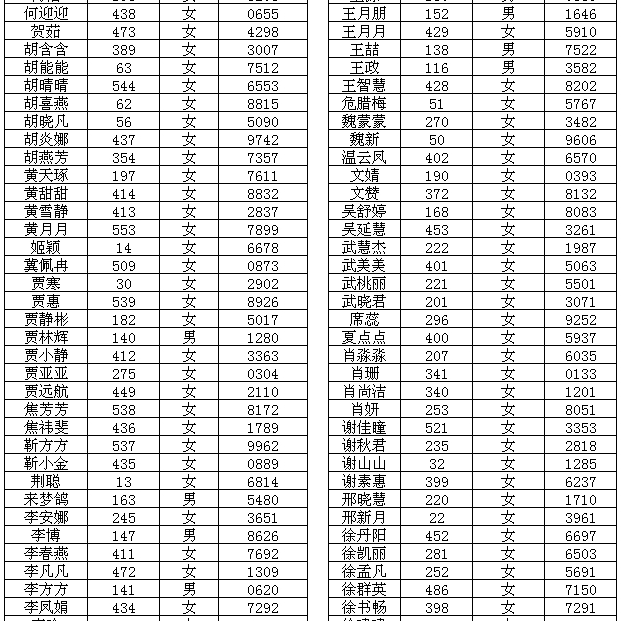 何迎迎 438 女 0655
贺茹 473 女 4298
胡含含 389 女 3007
胡能能 63 女 7512
胡晴晴 544 女 6553
胡喜燕 62 女 8815
胡晓凡 56 女 5090
胡炎娜 437 女 9742
胡燕芳 354 女 7357
黄天琢 197 女 7611
黄甜甜 414 女 8832
黄雪静 413 女 2837
黄月月 553 女 7899
姬颖 14 女 6678
冀佩冉 509 女 0873
贾寒 30 女 2902
贾惠 539 女 8926
贾静彬 182 女 5017
贾林辉 140 男 1280
贾小静 412 女 3363
贾亚亚 275 女 0304
贾远航 449 女 2110
焦芳芳 538 女 8172
焦祎斐 436 女 1789
靳方方 537 女 9962
靳小金 435 女 0889
荆聪 13 女 6814
来梦鸽 163 男 5480
李安娜 245 女 3651
李博 147 男 8626
李春燕 411 女 7692
李凡凡 472 女 1309
李方方 141 男 0620
李凤娟 434 女 7292
王月朋 152 男 1646
王月月 429 女 5910
王喆 138 男 7522
王政 116 男 3582
王智慧 428 女 8202
危腊梅 51 女 5767
魏蒙蒙 270 女 3482
魏新 50 女 9606
温云凤 402 女 6570
文婧 190 女 0393
文赞 372 女 8132
吴舒婷 168 女 8083
吴延慧 453 女 3261
武慧杰 222 女 1987
武美美 401 女 5063
武桃丽 221 女 5501
武晓君 201 女 3071
席蕊 296 女 9252
夏点点 400 女 5937
肖淼淼 207 女 6035
肖珊 341 女 0133
肖尚洁 340 女 1201
肖妍 253 女 8051
谢佳瞳 521 女 3353
谢秋君 235 女 2818
谢山山 32 女 1285
谢素惠 399 女 6237
邢晓慧 220 女 1710
邢新月 22 女 3961
徐丹阳 452 女 6697
徐凯丽 281 女 6503
徐孟凡 252 女 5691
徐群英 486 女 7150
徐书畅 398 女 7291